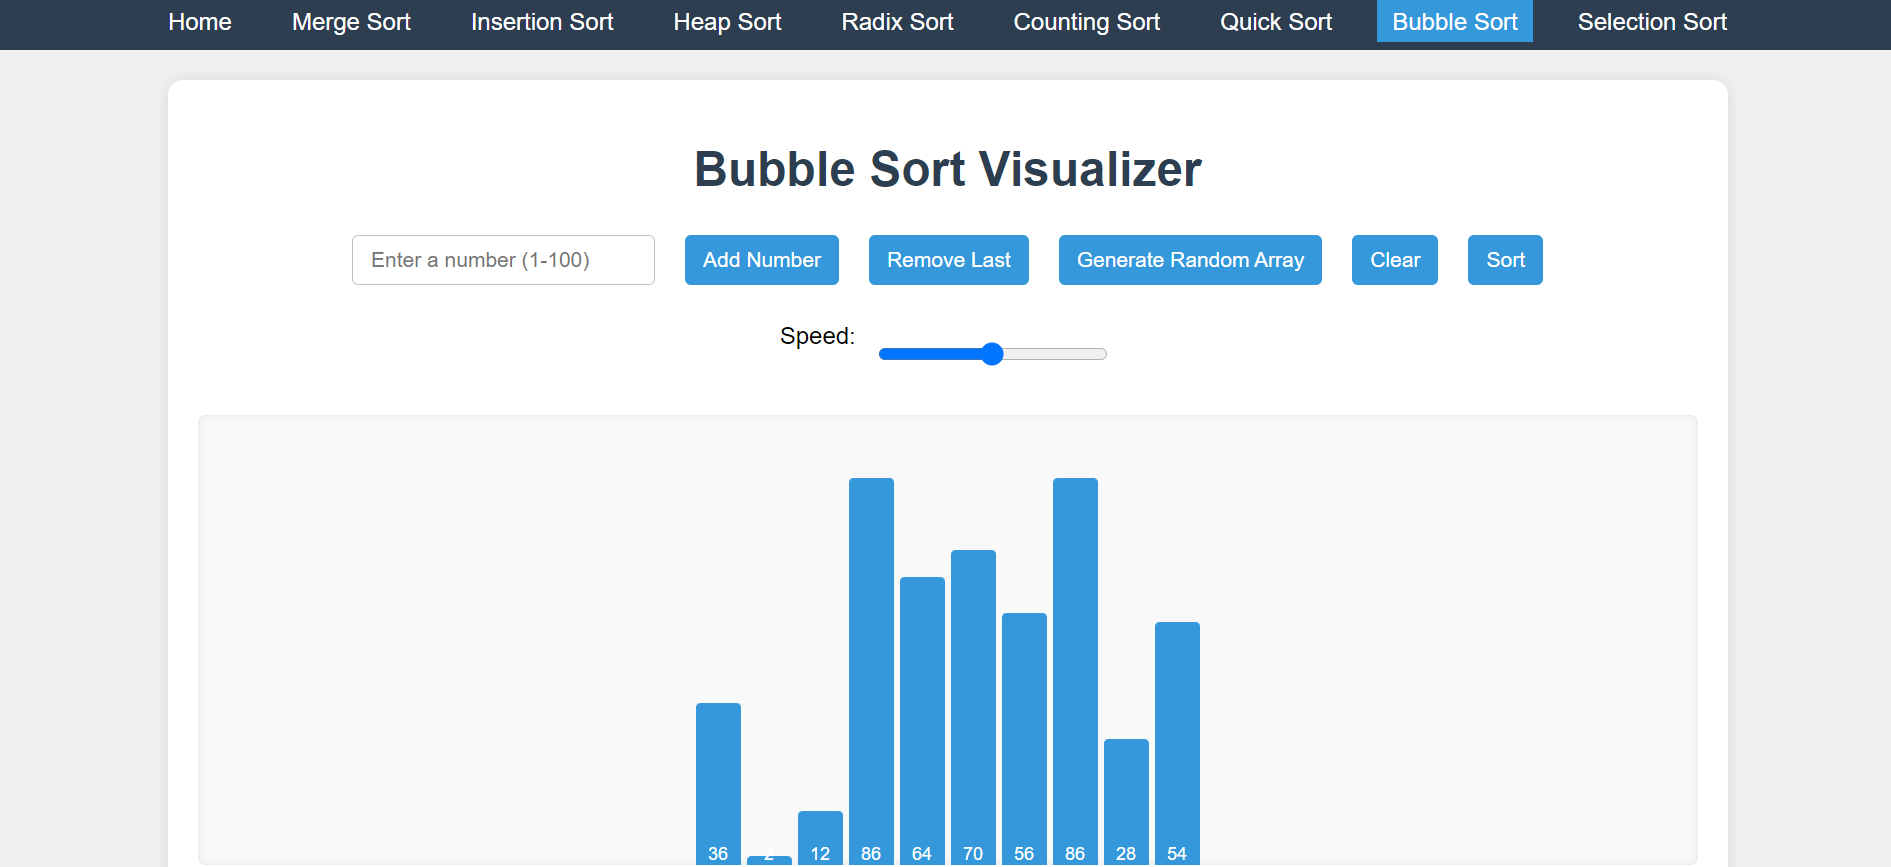 Home Merge Sort Insertion Sort Heap Sort Radix Sort Counting Sort Quick Sort Bubble Sort Selection Sort
Bubble Sort Visualizer
Enter a number (1-100) Add Number Remove Last Generate Random Array Clear Sort
Speed:
36 2 12 86 64 70 56 86 28 54